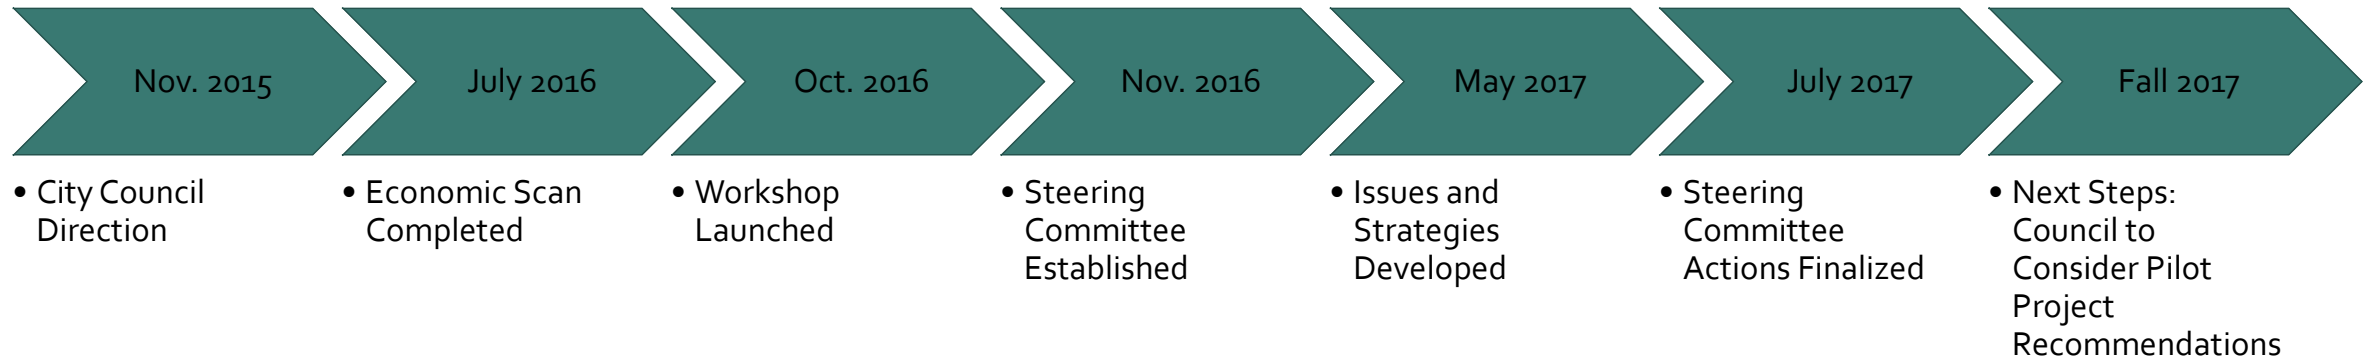 Nov. 2015
July 2016
Oct. 2016
Nov. 2016
May 2017
July 2017
Fall 2017
• City Council
Direction
• Economic Scan
Completed
• Workshop
Launched
• Steering
Committee
Established
• Issues and
Strategies
Developed
• Steering
Committee
Actions Finalized
• Next Steps:
Council to
Consider Pilot
Project
Recommendations